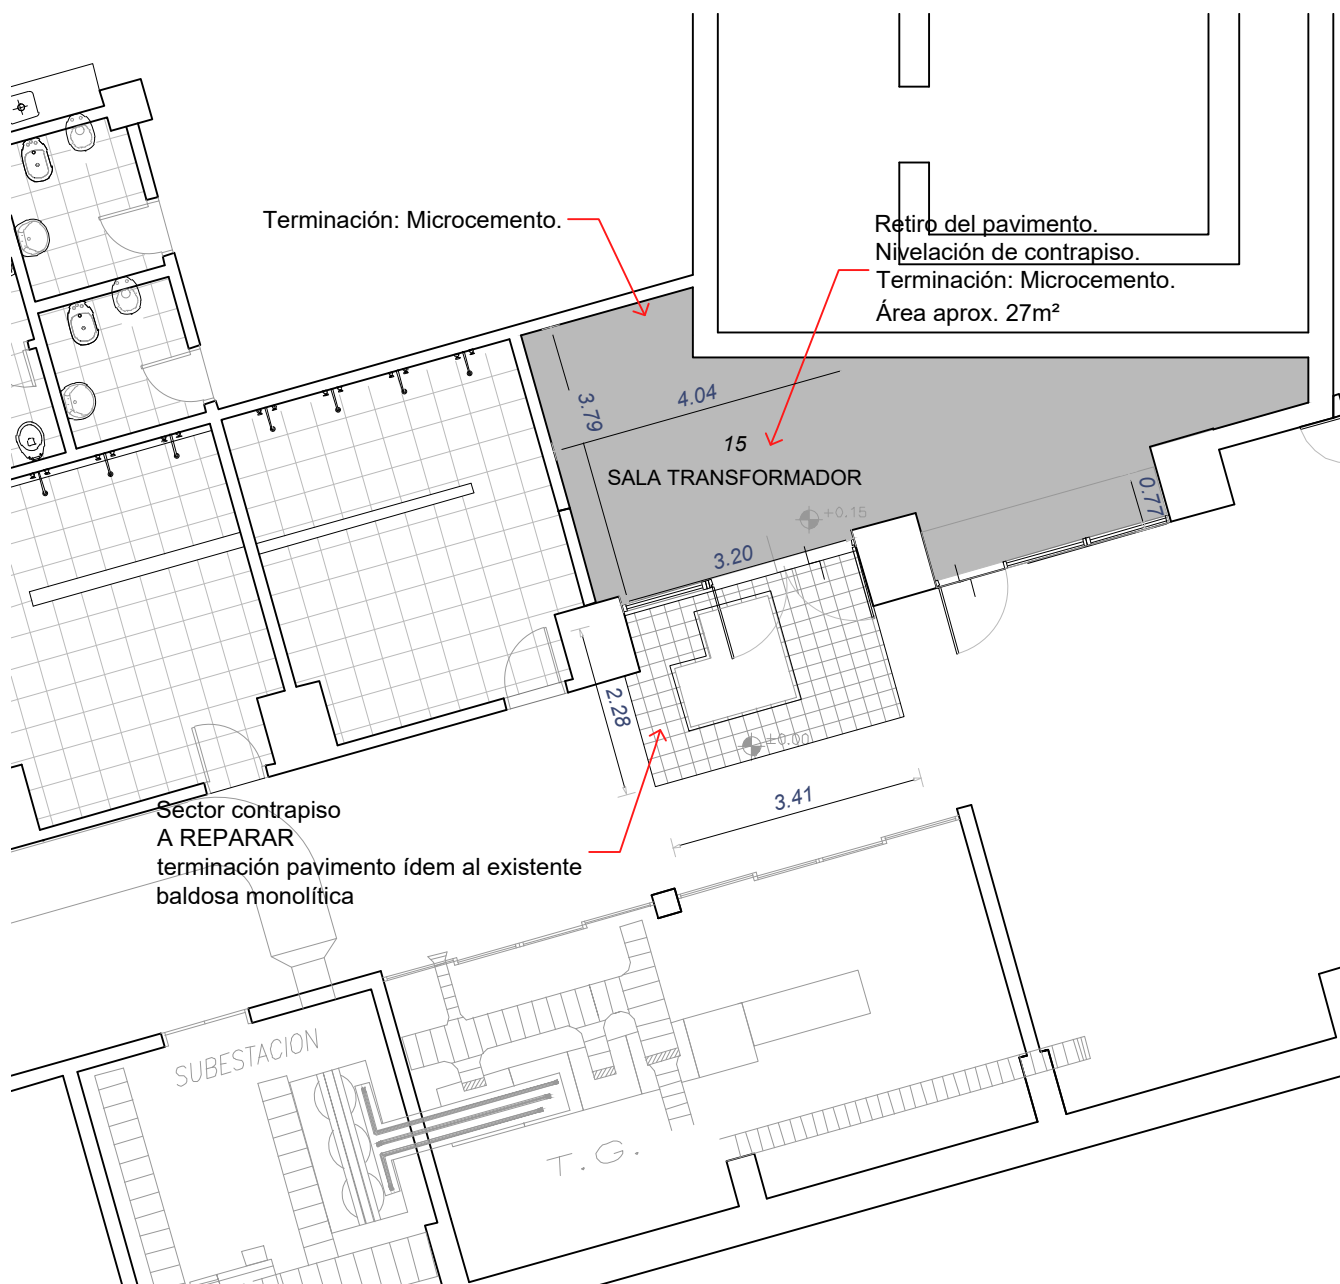 Terminación: Microcemento.
Retiro del pavimento.
Nivelación de contrapiso.
Terminación: Microcemento.
Área aprox. 27m²
3.79
4.04
15
SALA TRANSFORMADOR
0.77
+0.15
3.20
2.28
±0.00
3.41
Sector contrapiso
A REPARAR
terminación pavimento ídem al existente
baldosa monolítica
SUBESTACION
T.G.